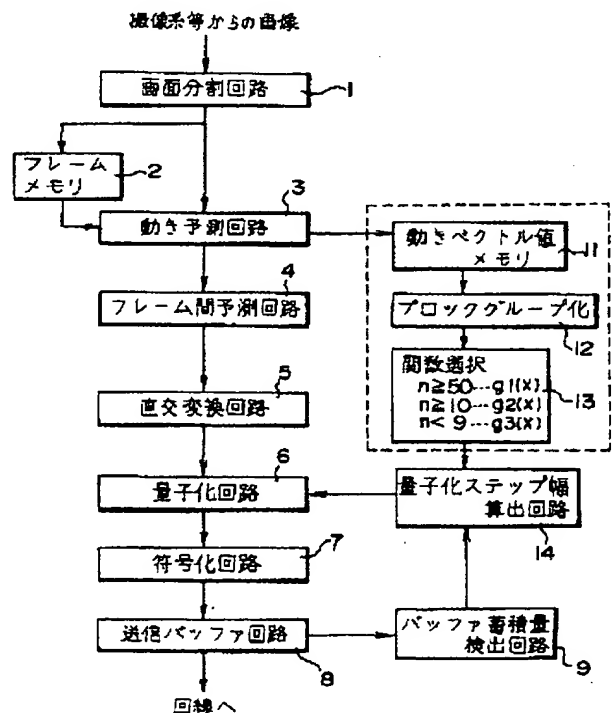 撮像系等からの画像
画面分割回路
1
フレーム
メモリ
2
動き予測回路
3
動きベクトル値
メモリ
11
フレーム間予測回路
4
ブロックグループ化
12
関数選択
n≥50---g1(x)
n≥10---g2(x)
n< 9---g3(x)
13
直交変換回路
5
量子化回路
6
量子化ステップ幅
算出回路
14
符号化回路
7
送信バッファ回路
8
バッファ蓄積量
検出回路
9
回線へ